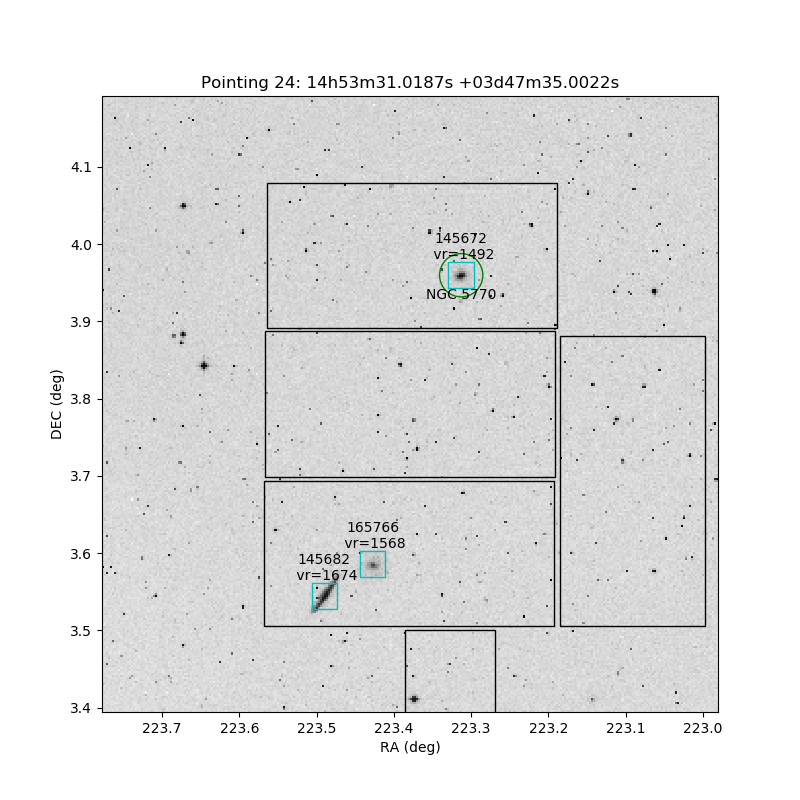 Pointing 24: 14h53m31.0187s +03d47m35.0022s
4.1
4.0
3.9
3.8
3.7
3.6
3.5
3.4
DEC (deg)
145672
vr=1492
NGC 5770
165766
vr=1568
145682
vr=1674
223.7 223.6 223.5 223.4 223.3 223.2 223.1 223.0
RA (deg)